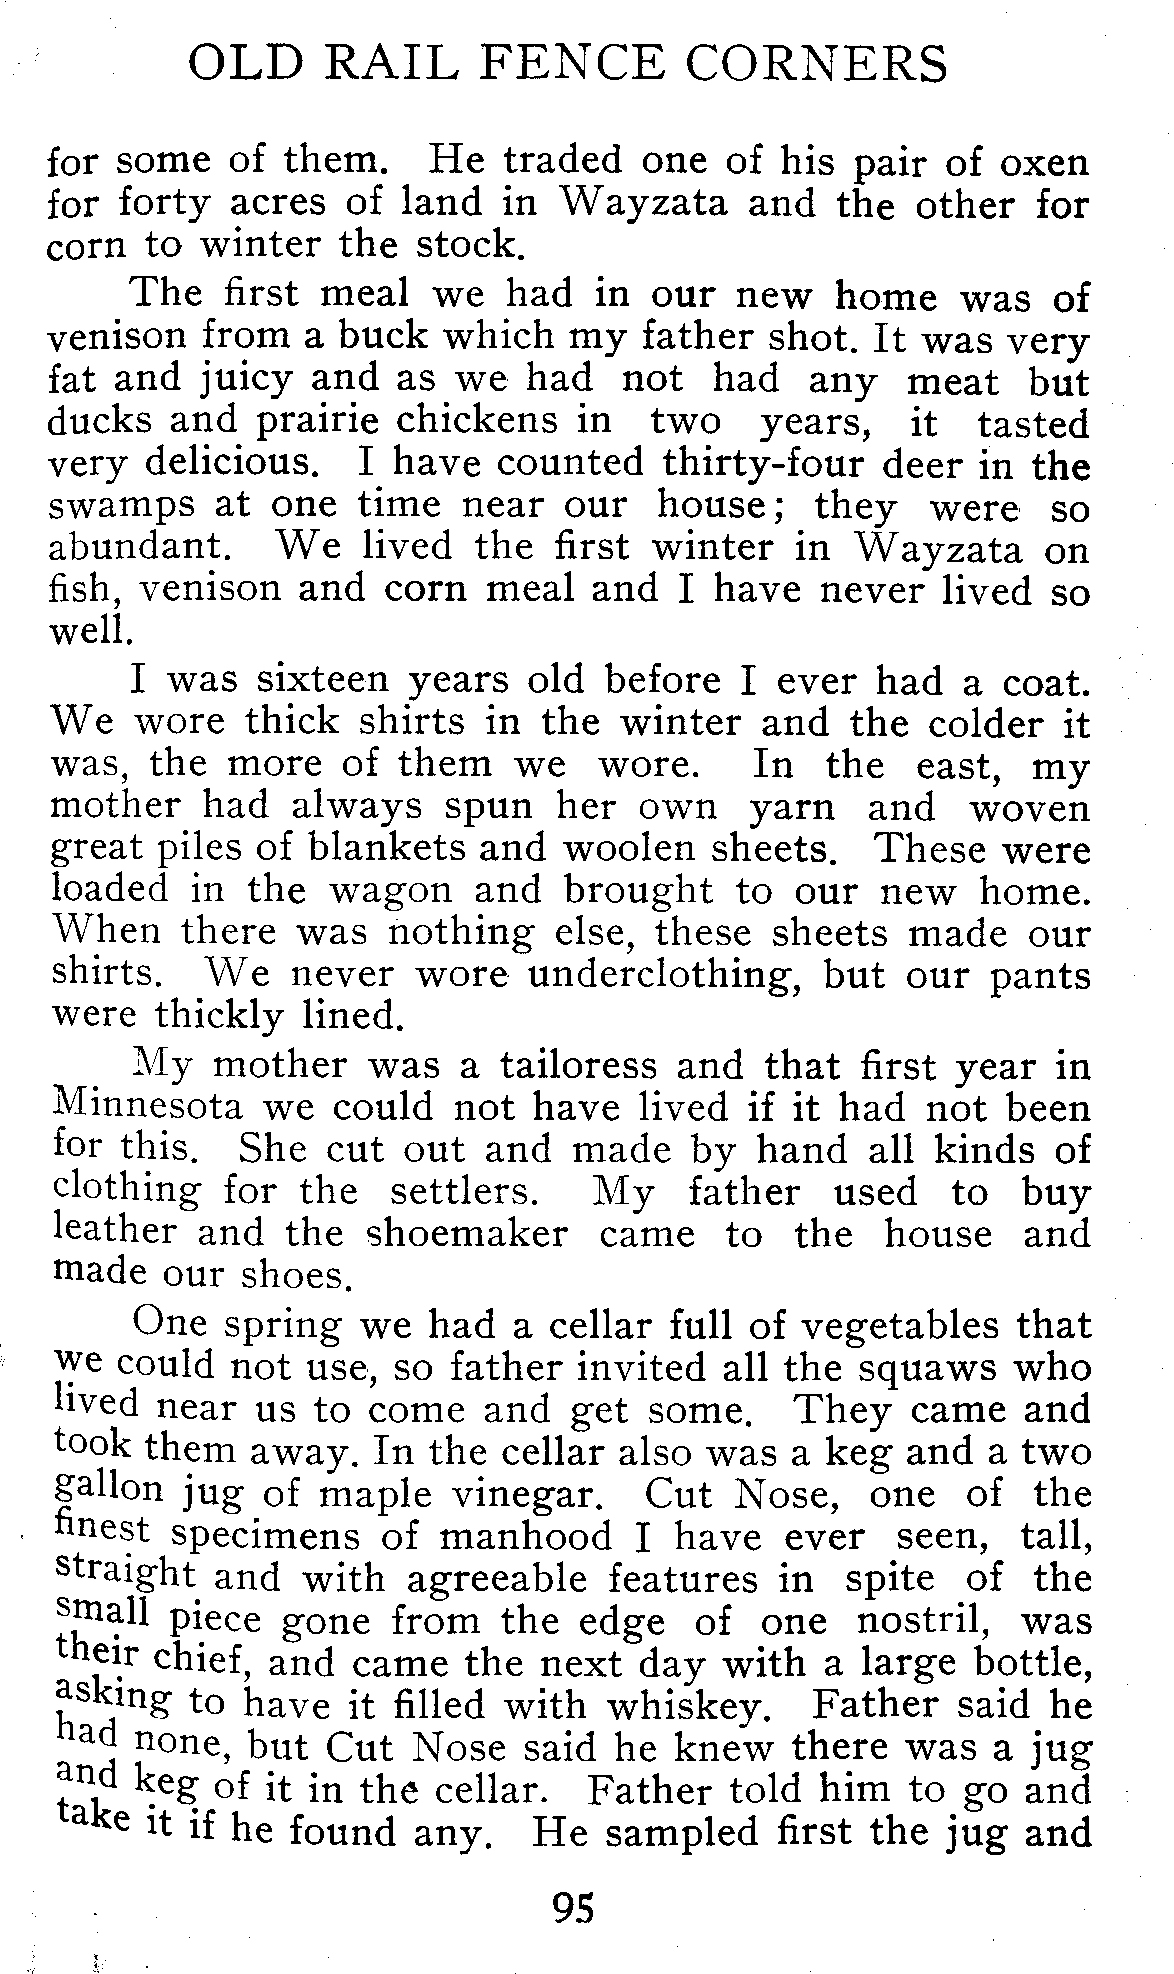 OLD RAIL FENCE CORNERS
for some of them. He traded one of his pair of oxen
for forty acres of land in Wayzata and the other for
corn to winter the stock.
The first meal we had in our new home was of
venison from a buck which my father shot. It was very
fat and juicy and as we had not had any meat but
ducks and prairie chickens in two years, it tasted
very delicious. I have counted thirty-four deer in the
swamps at one time near our house; they were so
abundant. We lived the first winter in Wayzata on
fish, venison and corn meal and I have never lived so
well.
I was sixteen years old before I ever had a coat.
We wore thick shirts in the winter and the colder it
was, the more of them we wore. In the east, my
mother had always spun her own yarn and woven
great piles of blankets and woolen sheets. These were
loaded in the wagon and brought to our new home.
When there was nothing else, these sheets made our
shirts. We never wore underclothing, but our pants
were thickly lined.
My mother was a tailoress and that first year in
Minnesota we could not have lived if it had not been
for this. She cut out and made by hand all kinds of
clothing for the settlers. My father used to buy
leather and the shoemaker came to the house and
made our shoes.
One spring we had a cellar full of vegetables that
we could not use, so father invited all the squaws who
lived near us to come and get some. They came and
took them away. In the cellar also was a keg and a two
gallon jug of maple vinegar. Cut Nose, one of the
finest specimens of manhood I have ever seen, tall,
straight and with agreeable features in spite of the
small piece gone from the edge of one nostril, was
their chief, and came the next day with a large bottle,
asking to have it filled with whiskey. Father said he
had none, but Cut Nose said he knew there was a jug
and keg of it in the cellar. Father told him to go and
take it if he found any. He sampled first the jug and
95